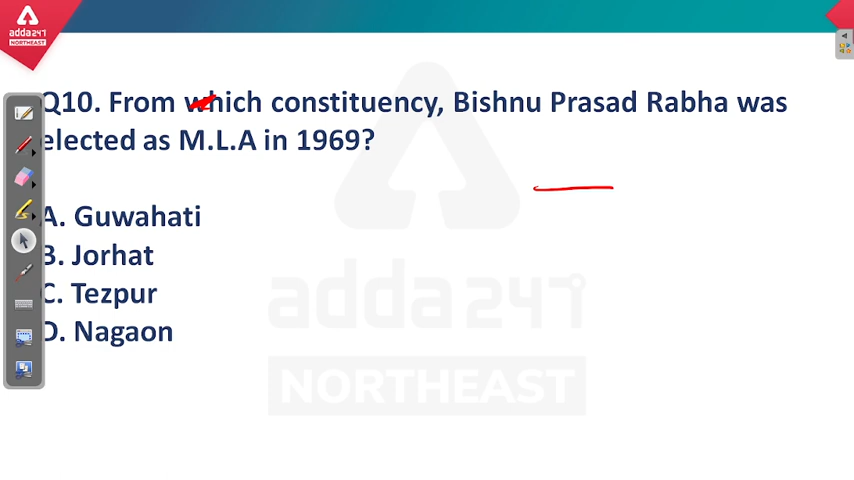 adda247
NORTHEAST
Q10. From which constituency, Bishnu Prasad Rabha was
elected as M.L.A in 1969?
A. Guwahati
B. Jorhat
C. Tezpur
D. Nagaon
adda247
NORTHEAST